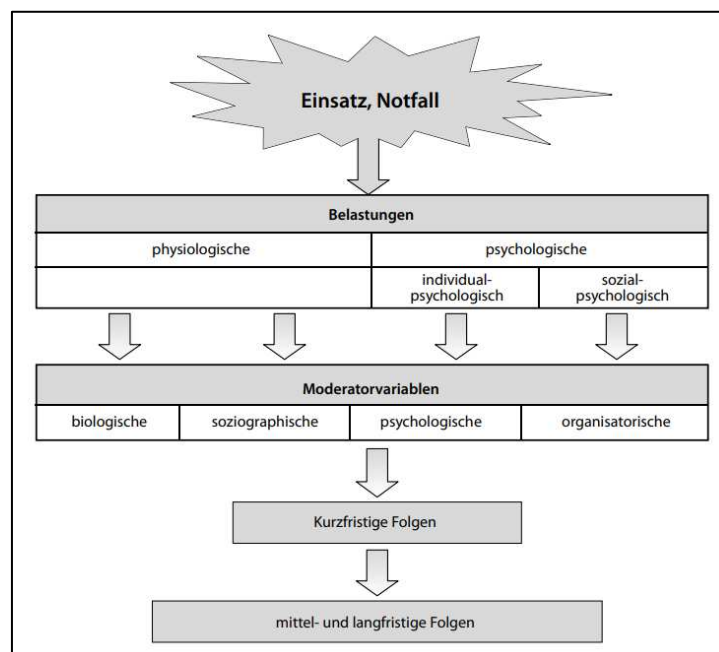 Einsatz, Notfall
Belastungen
physiologische psychologische
individual- sozial-
psychologisch psychologisch
Moderatorvariablen
biologische soziographische psychologische organisatorische
Kurzfristige Folgen
mittel- und langfristige Folgen